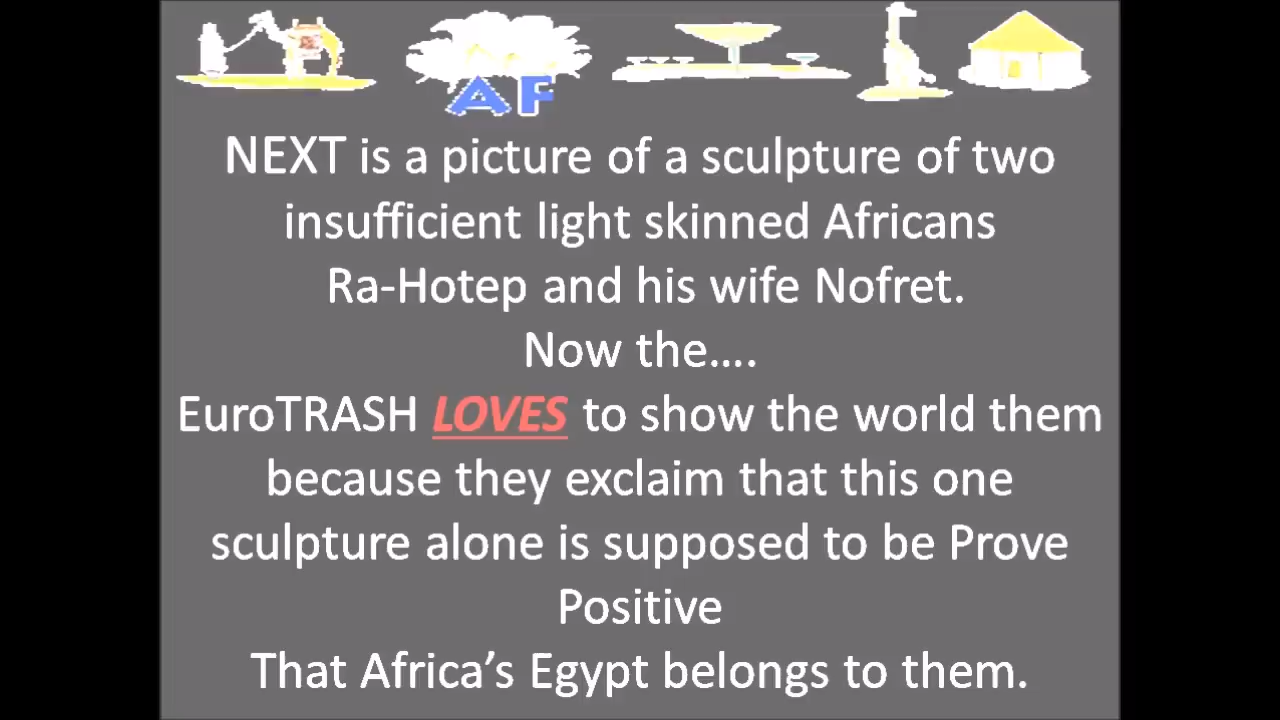 AF
NEXT is a picture of a sculpture of two
insufficient light skinned Africans
Ra-Hotep and his wife Nofret.
Now the....
EuroTRASH LOVES to show the world them
because they exclaim that this one
sculpture alone is supposed to be Prove
Positive
That Africa’s Egypt belongs to them.